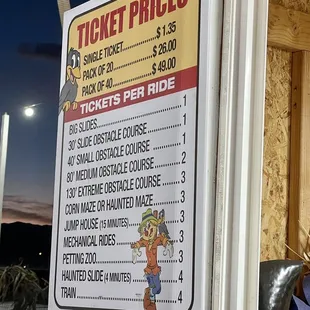 TICKET PRICES
SINGLE TICKET..............$ 1.35
PACK OF 20..............$ 26.00
PACK OF 40..............$ 49.00
TICKETS PER RIDE
BIG SLIDES..............1
30' SLIDE OBSTACLE COURSE..........1
40' SMALL OBSTACLE COURSE.........1
80' MEDIUM OBSTACLE COURSE......2
130' EXTREME OBSTACLE COURSE...3
CORN MAZE OR HAUNTED MAZE.....3
JUMP HOUSE (15 MINUTES)......3
MECHANICAL RIDES......3
PETTING ZOO......4
HAUNTED SLIDE (4 MINUTES)......4
TRAIN......4